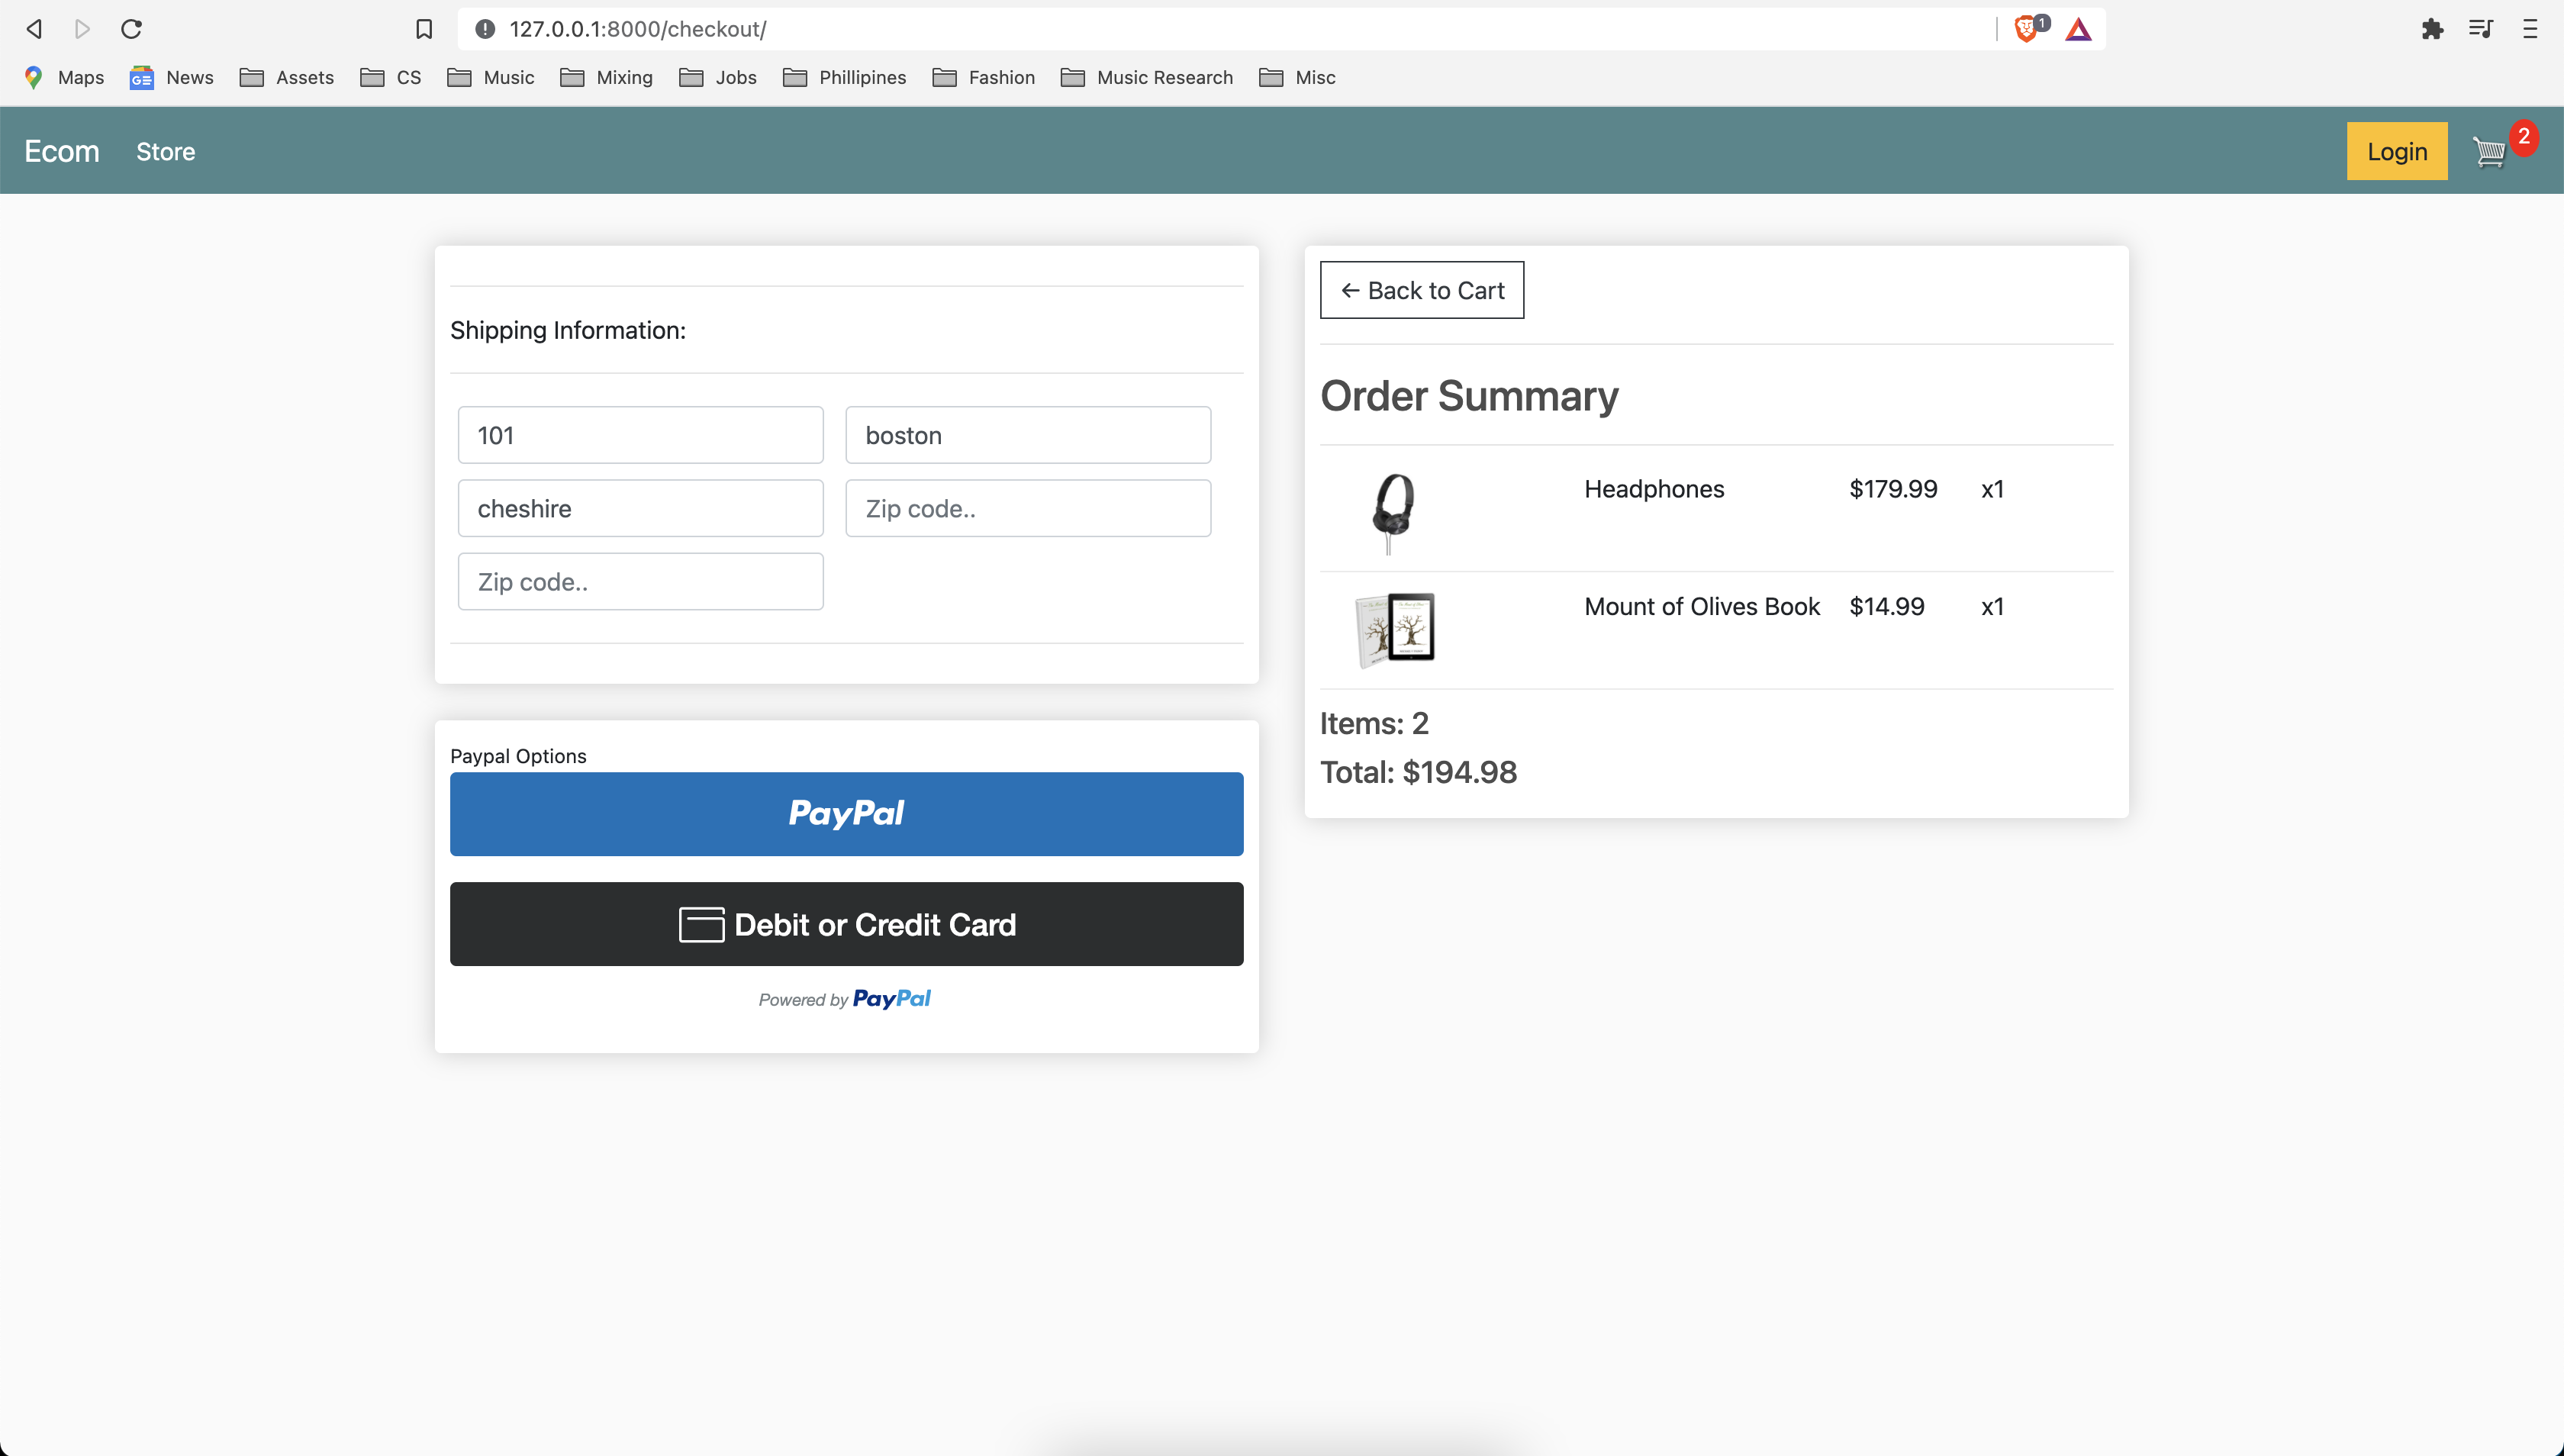 127.0.0.1:8000/checkout/
1
Maps News Assets CS Music Mixing Jobs Phillipines Fashion Music Research Misc
Ecom Store Login 2
Shipping Information:
101 boston
cheshire Zip code..
Zip code..
Paypal Options
PayPal
Debit or Credit Card
Powered by PayPal
← Back to Cart
Order Summary
Headphones $179.99 x1
Mount of Olives Book $14.99 x1
Items: 2
Total: $194.98